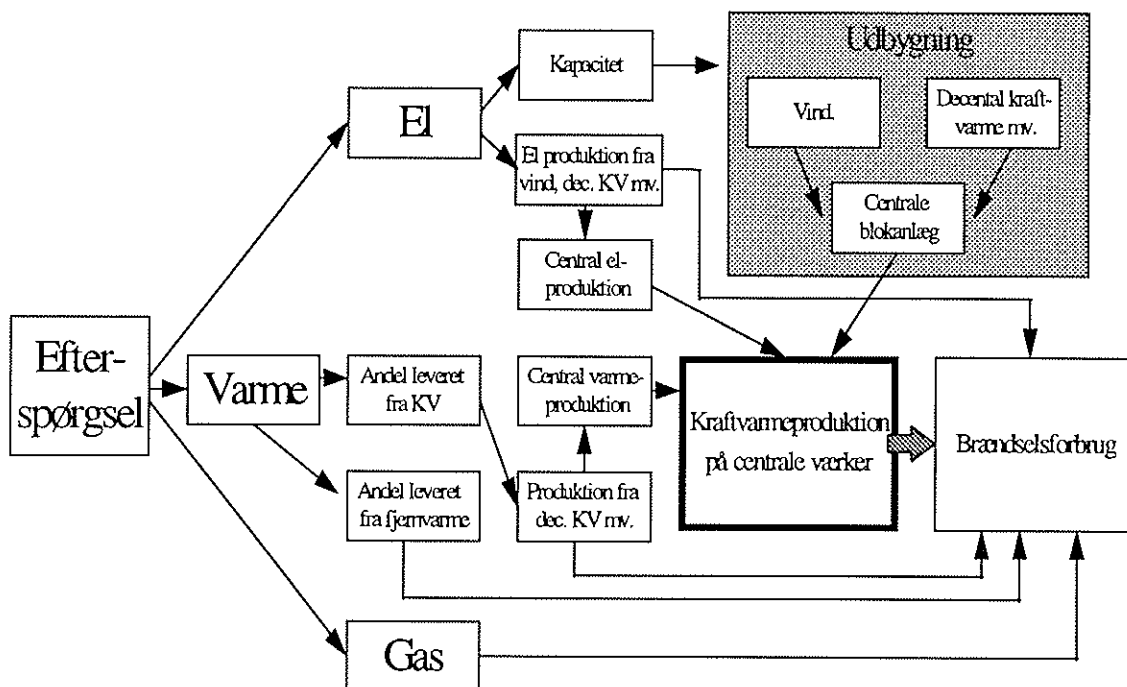 Udbygning
Kapacitet
El
Vind.
Decental kraft-
varme mv.
El produktion fra
vind, dec. KV mv.
Centrale
blokanlæg
Central el-
produktion
Efter-
spørgsel
Varme
Andel leveret
fra KV
Central varme-
produktion
Kraftvarmeproduktion
på centrale værker
Brændselsforbrug
Andel leveret
fra fjernvarme
Produktion fra
dec. KV mv.
Gas